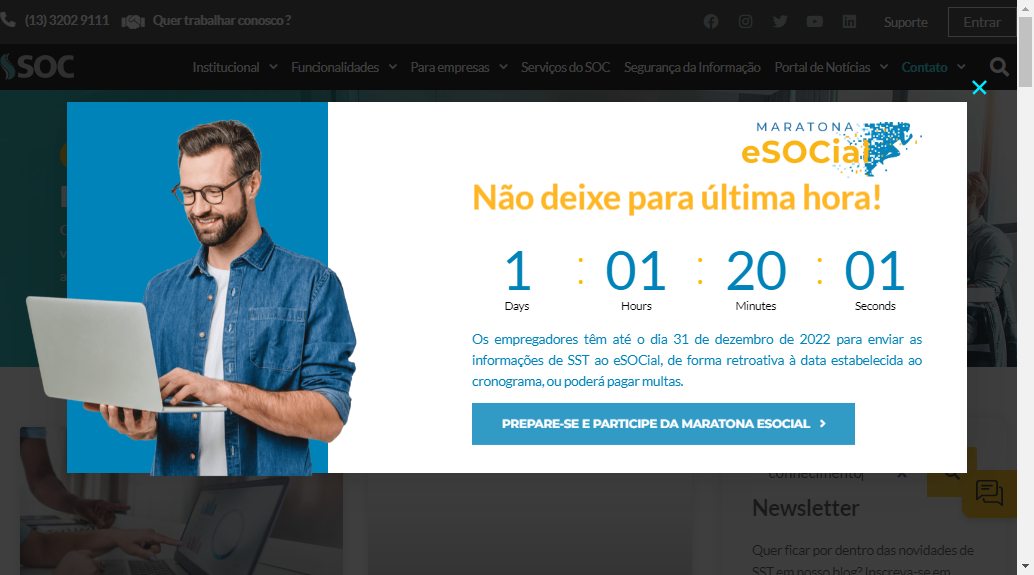 (13) 3202 9111 Quer trabalhar conosco ? Suporte Entrar
SOC Institucional Funcionalidades Para empresas Serviços do SOC Segurança da Informação Portal de Notícias Contato
MARATONA
eSOCial
Não deixe para última hora!
1 : 01 : 20 : 01
Days Hours Minutes Seconds
Os empregadores têm até o dia 31 de dezembro de 2022 para enviar as
informações de SST ao eSOCial, de forma retroativa à data estabelecida ao
cronograma, ou poderá pagar multas.
PREPARE-SE E PARTICIPE DA MARATONA ESOCIAL
conhecimento
Newsletter
Quer ficar por dentro das novidades de
SST em nosso blog? Inscreva-se em